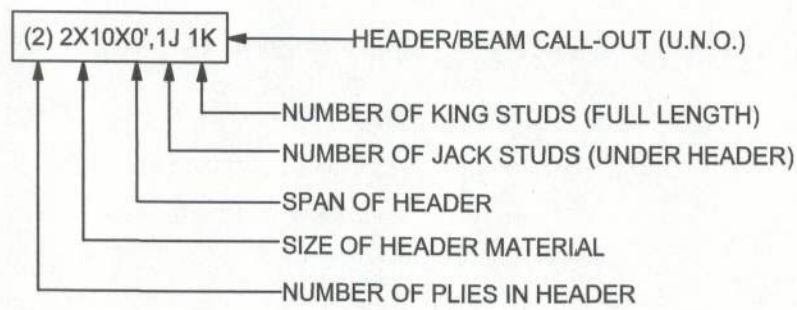 (2) 2X10X0',1J 1K
HEADER/BEAM CALL-OUT (U.N.O.)
NUMBER OF KING STUDS (FULL LENGTH)
NUMBER OF JACK STUDS (UNDER HEADER)
SPAN OF HEADER
SIZE OF HEADER MATERIAL
NUMBER OF PLIES IN HEADER